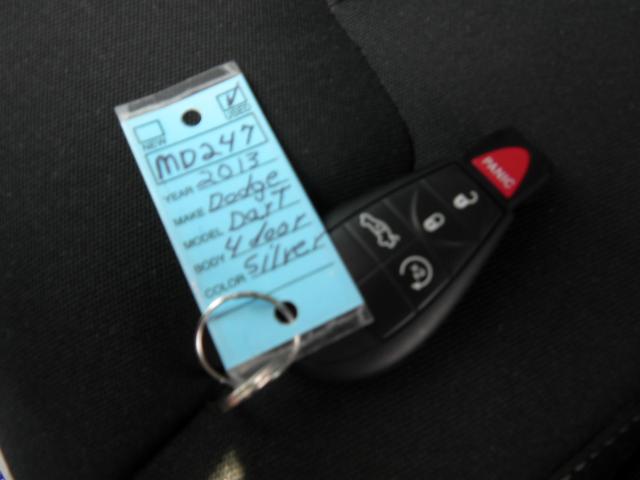 NEW USED
MD247
YEAR 2013
MAKE Dodge
MODEL Dart
BODY 4 door
COLOR Silver
PANIC